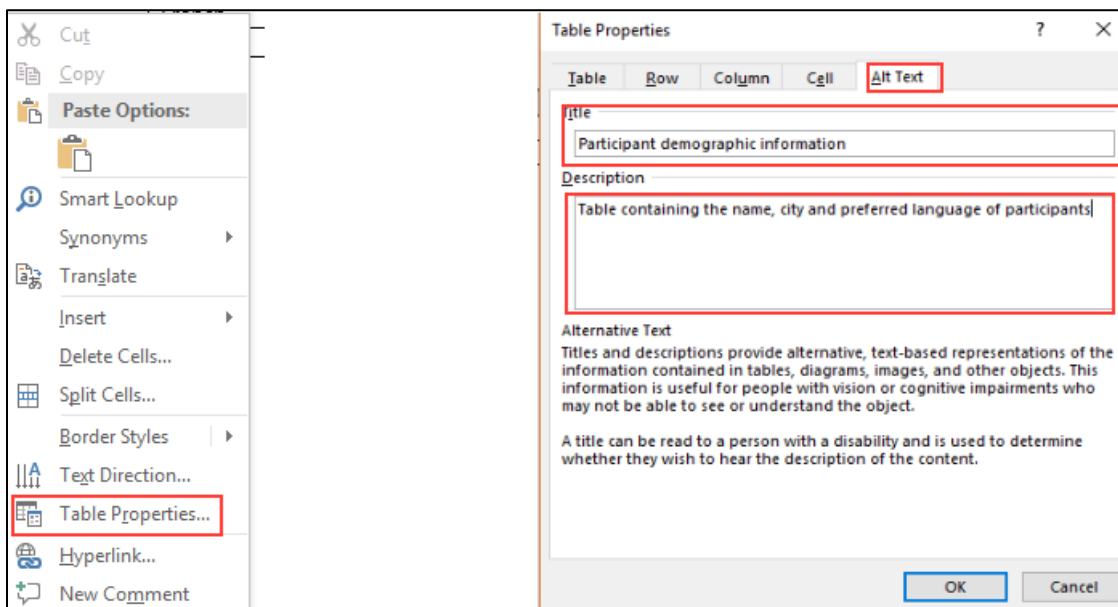 Cut
Copy
Paste Options:
Smart Lookup
Synonyms
Translate
Insert
Delete Cells...
Split Cells...
Border Styles
Text Direction...
Table Properties...
Hyperlink...
New Comment
Table Properties ?
Table Row Column Cell Alt Text
Title
Participant demographic information
Description
Table containing the name, city and preferred language of participants
Alternative Text
Titles and descriptions provide alternative, text-based representations of the
information contained in tables, diagrams, images, and other objects. This
information is useful for people with vision or cognitive impairments who
may not be able to see or understand the object.
A title can be read to a person with a disability and is used to determine
whether they wish to hear the description of the content.
OK Cancel